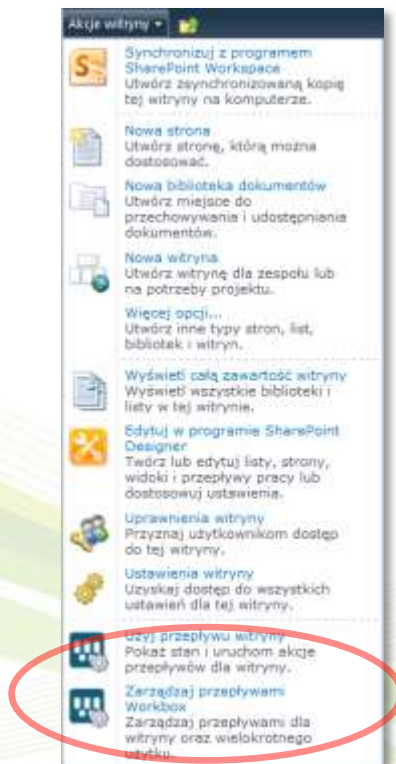 Akcje witryny
Synchronizuj z programem
SharePoint Workspace
Utwórz zsynchronizowaną kopię
tej witryny na komputerze.
Nowa strona
Utwórz stronę, którą można
dostosować.
Nowa biblioteka dokumentów
Utwórz miejsce do
przechowywania i udostępniania
dokumentów.
Nowa witryna
Utwórz witrynę dla zespołu lub
na potrzeby projektu.
Więcej opcji...
Utwórz inne typy stron, list,
bibliotek i witryn.
Wyświetl całą zawartość witryny
Wyświetl wszystkie biblioteki i
listy w tej witrynie.
Edytuj w programie SharePoint
Designer
Twórz lub edytuj listy, strony,
widoki i przepływy pracy lub
dostosowuj ustawienia.
Uprawnienia witryny
Przyznaj użytkownikom dostęp
do tej witryny.
Ustawienia witryny
Uzyskaj dostęp do wszystkich
ustawień dla tej witryny.
Użyj przepływu witryny
Pokaż stan i uruchom akcje
przepływów dla witryny.
Zarządzaj przepływami
Workbox
Zarządzaj przepływami dla
witryny oraz wielokrotnego
użytku.